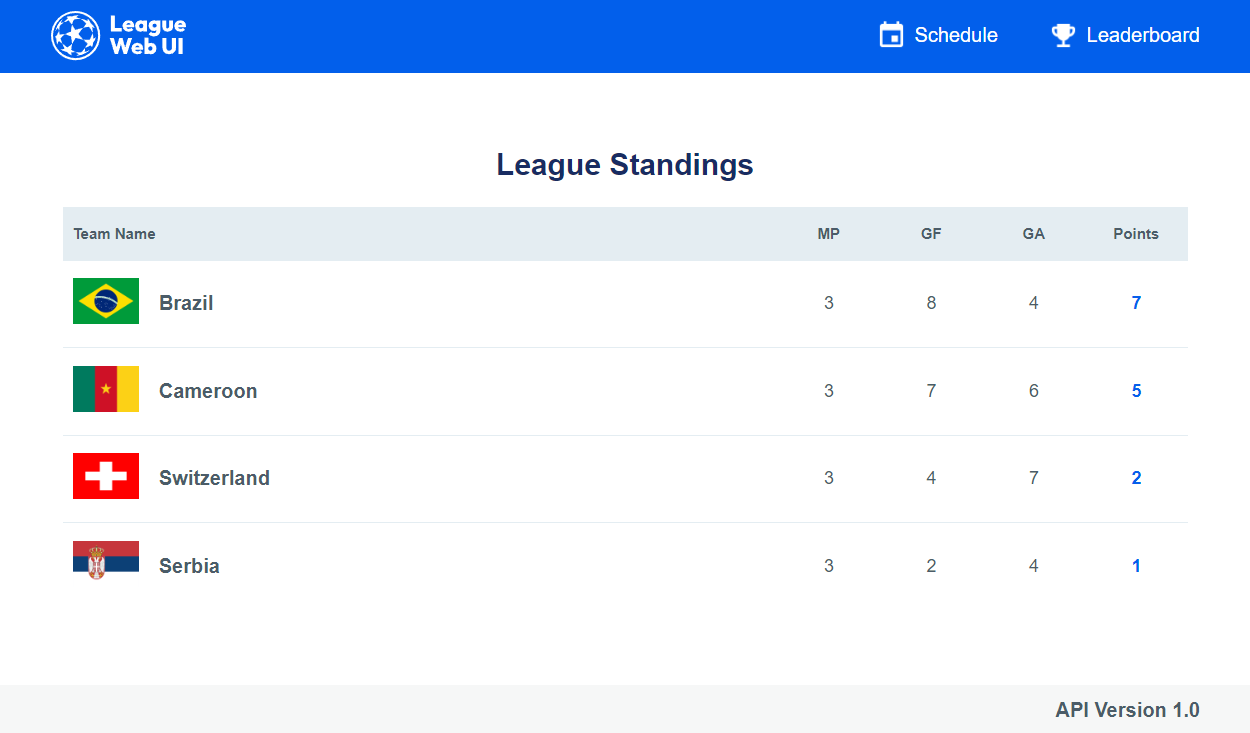 League
Web UI
Schedule
Leaderboard
League Standings
Team Name MP GF GA Points
Brazil 3 8 4 7
Cameroon 3 7 6 5
Switzerland 3 4 7 2
Serbia 3 2 4 1
API Version 1.0